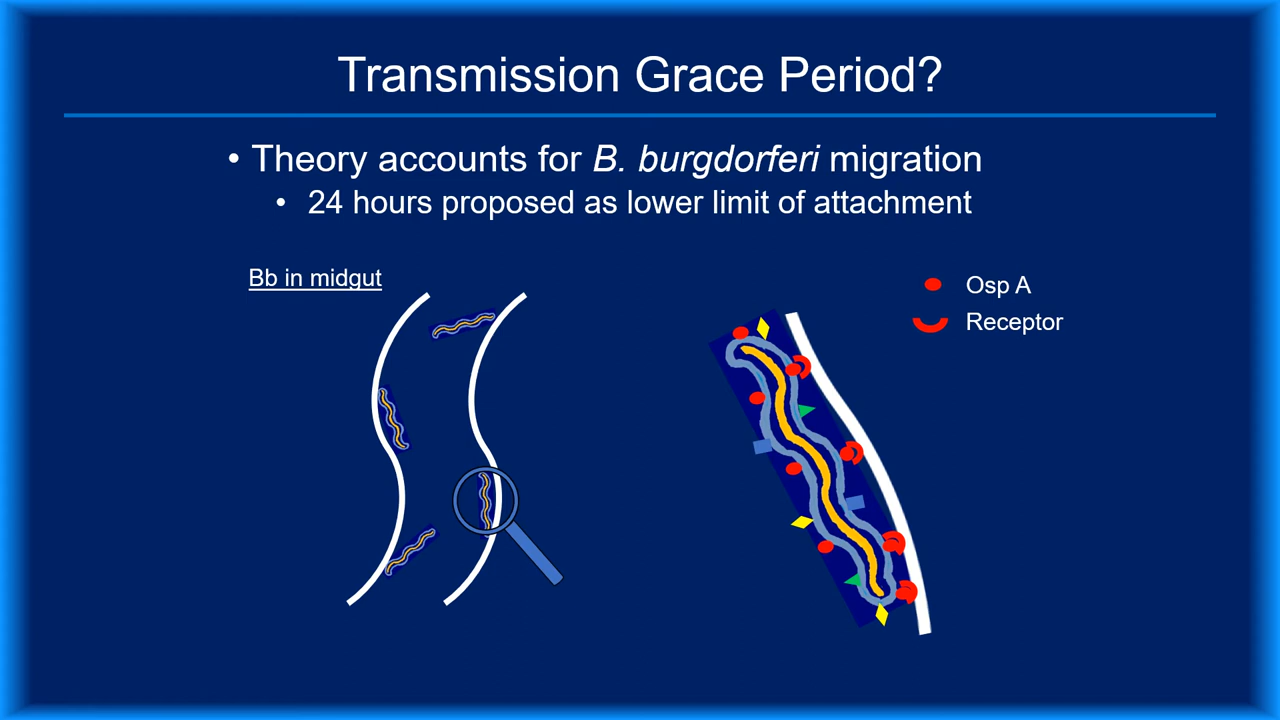 Transmission Grace Period?
• Theory accounts for B. burgdorferi migration
• 24 hours proposed as lower limit of attachment
Bb in midgut
Osp A
Receptor